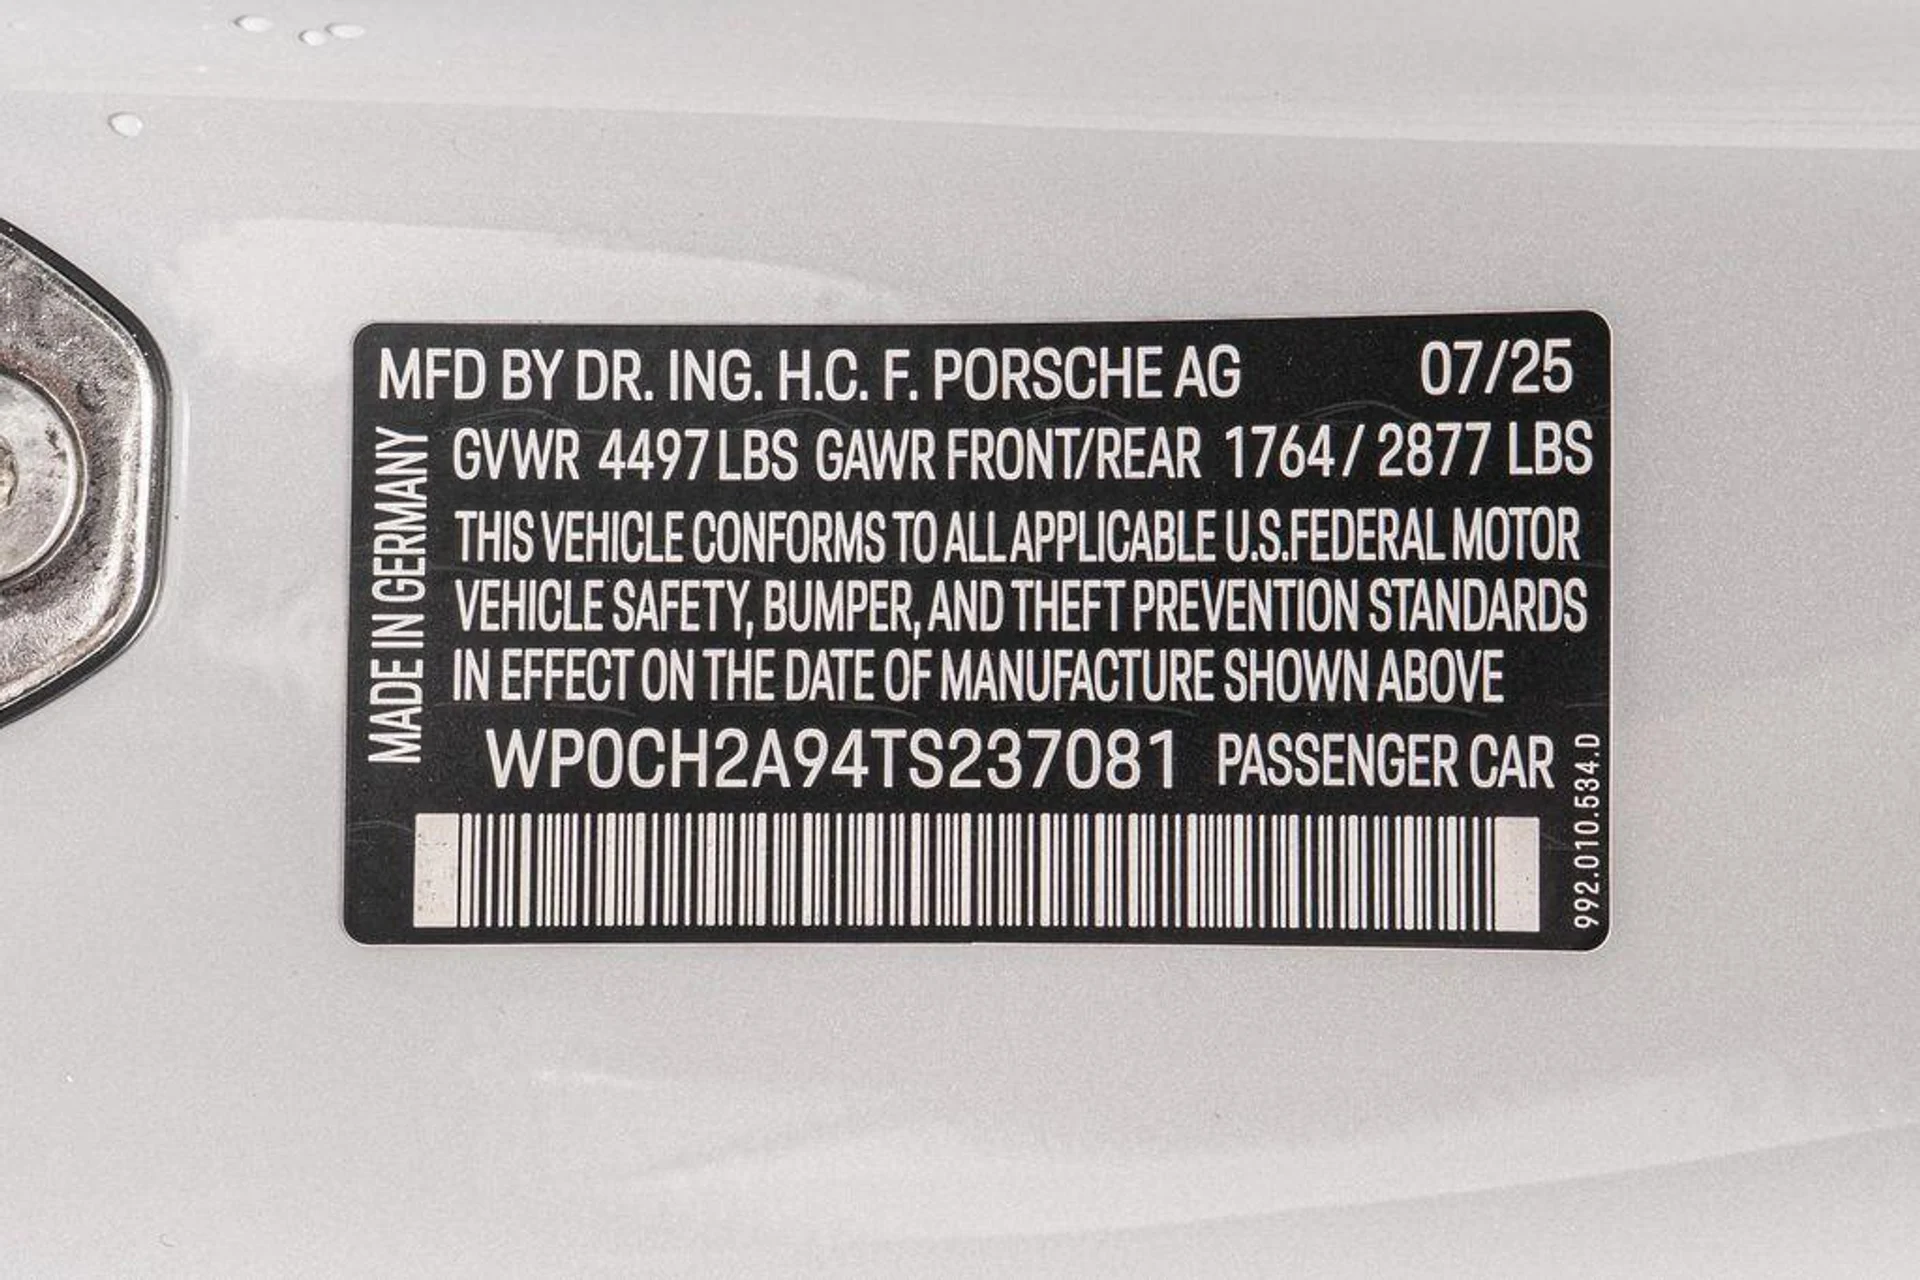 MFD BY DR. ING. H.C. F. PORSCHE AG 07/25
GVWR 4497 LBS GAWR FRONT/REAR 1764 / 2877 LBS
THIS VEHICLE CONFORMS TO ALL APPLICABLE U.S.FEDERAL MOTOR
VEHICLE SAFETY, BUMPER, AND THEFT PREVENTION STANDARDS
IN EFFECT ON THE DATE OF MANUFACTURE SHOWN ABOVE
WP0CH2A94TS237081 PASSENGER CAR
MADE IN GERMANY
992.010.534.D